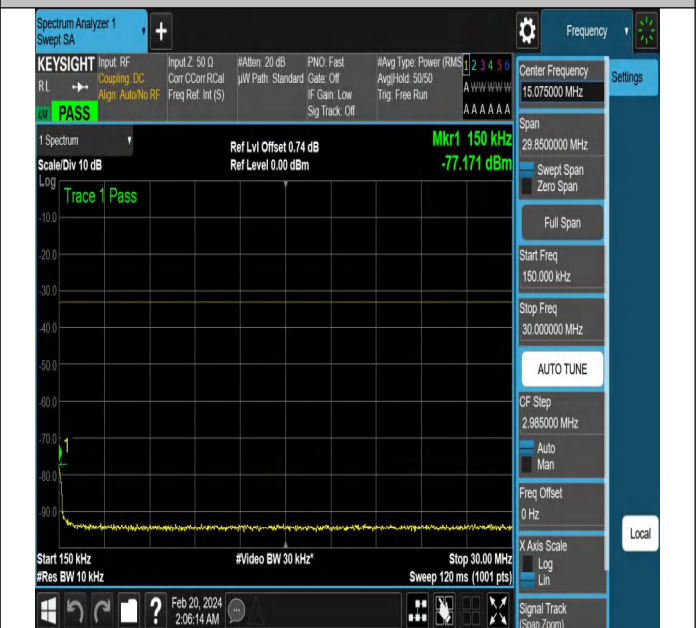 Spectrum Analyzer 1
Swept SA
+
Frequency
KEYSIGHT
RL
Input: RF
Coupling: DC
Align: Auto/No RF
Input Z: 50 Ω
Corr CCorr RCal
Freq Ref: Int (S)
#Atten: 20 dB
µW Path: Standard
PNO: Fast
Gate: Off
IF Gain: Low
Sig Track: Off
#Avg Type: Power (RMS
Avg|Hold: 50/50
Trig: Free Run
1 2 3 4 5 6
A W W W W W
A A A A A A
PASS
1 Spectrum
Scale/Div 10 dB
Log
Ref Lvl Offset 0.74 dB
Ref Level 0.00 dBm
Mkr1 150 kHz
-77.171 dBm
Trace 1 Pass
-10.0
-20.0
-30.0
-40.0
-50.0
-60.0
-70.0
1
-80.0
-90.0
Start 150 kHz
#Res BW 10 kHz
#Video BW 30 kHz*
Stop 30.00 MHz
Sweep 120 ms (1001 pts)
Feb 20, 2024
2:06:14 AM
?
Center Frequency
15.075000 MHz
Settings
Span
29.8500000 MHz
Swept Span
Zero Span
Full Span
Start Freq
150.000 kHz
Stop Freq
30.000000 MHz
AUTO TUNE
CF Step
2.985000 MHz
Auto
Man
Freq Offset
0 Hz
Local
X Axis Scale
Log
Lin
Signal Track
(Span Zoom)